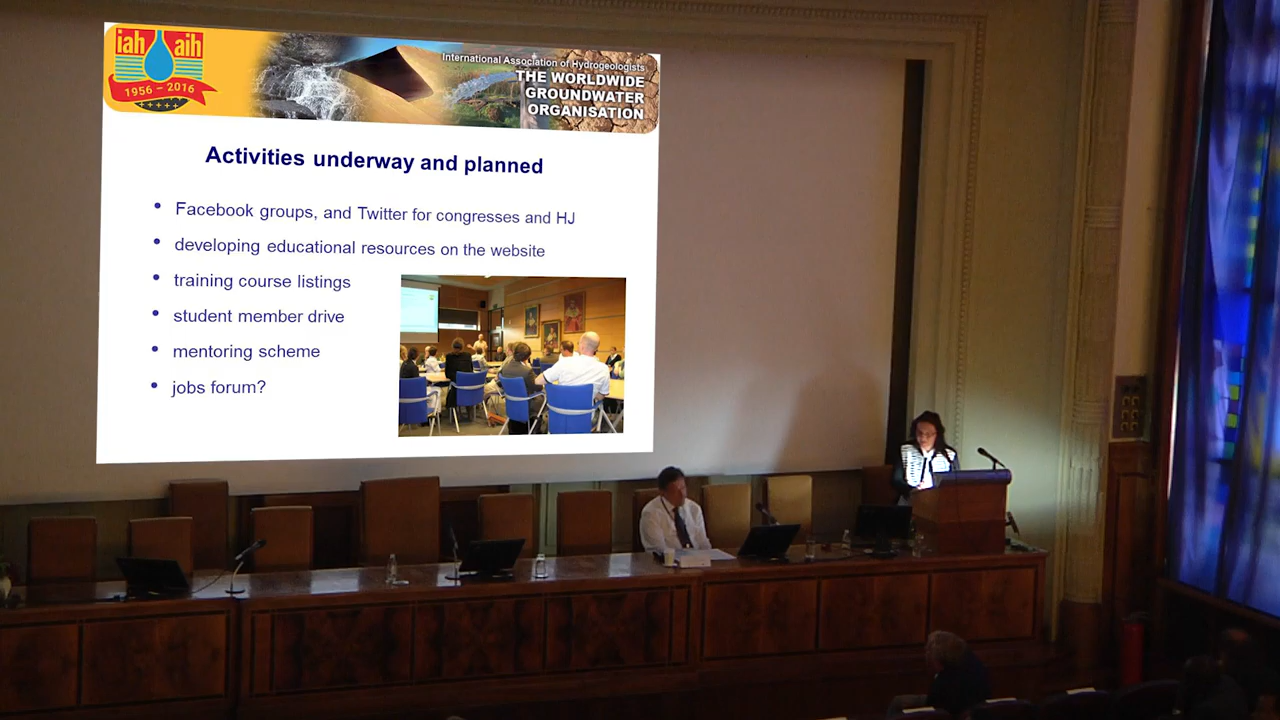 iah aih
1956 – 2016
International Association of Hydrogeologists
THE WORLDWIDE
GROUNDWATER
ORGANISATION
Activities underway and planned
• Facebook groups, and Twitter for congresses and HJ
• developing educational resources on the website
• training course listings
• student member drive
• mentoring scheme
• jobs forum?